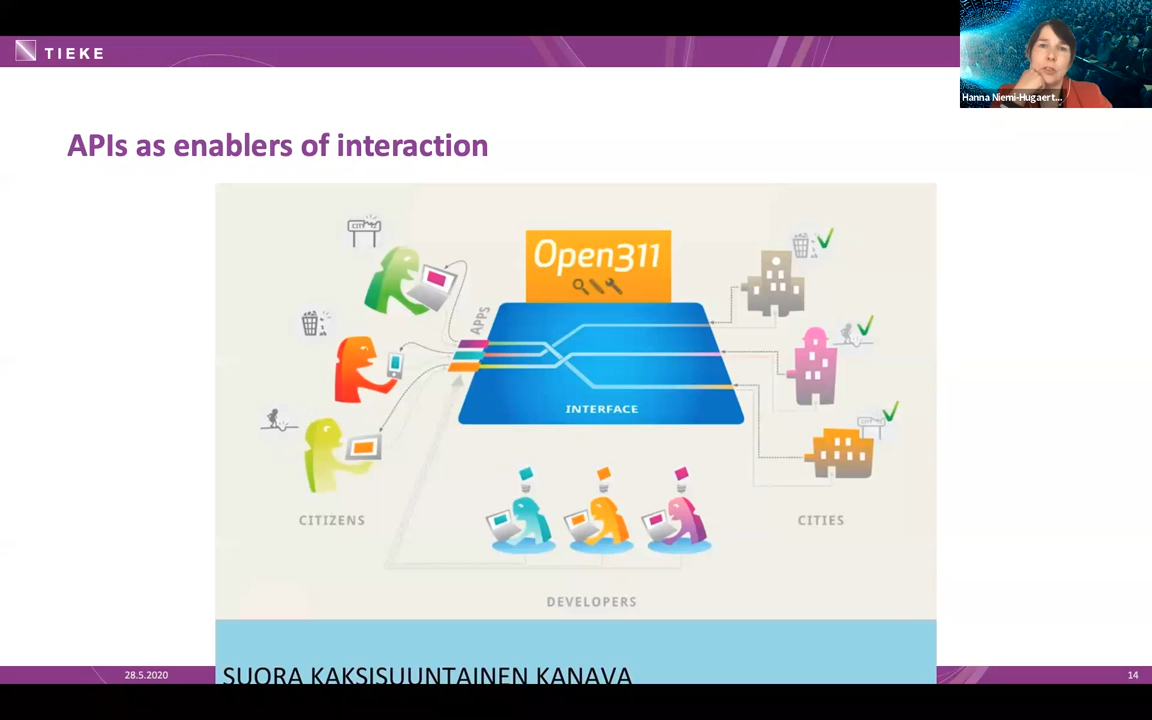 TIEKE
Hanna Niemi-Hugaert...
APIs as enablers of interaction
Open311
APPS
INTERFACE
CITIZENS
CITIES
DEVELOPERS
SUORA KAKSISUUNTAINEN KANAVA
28.5.2020
14